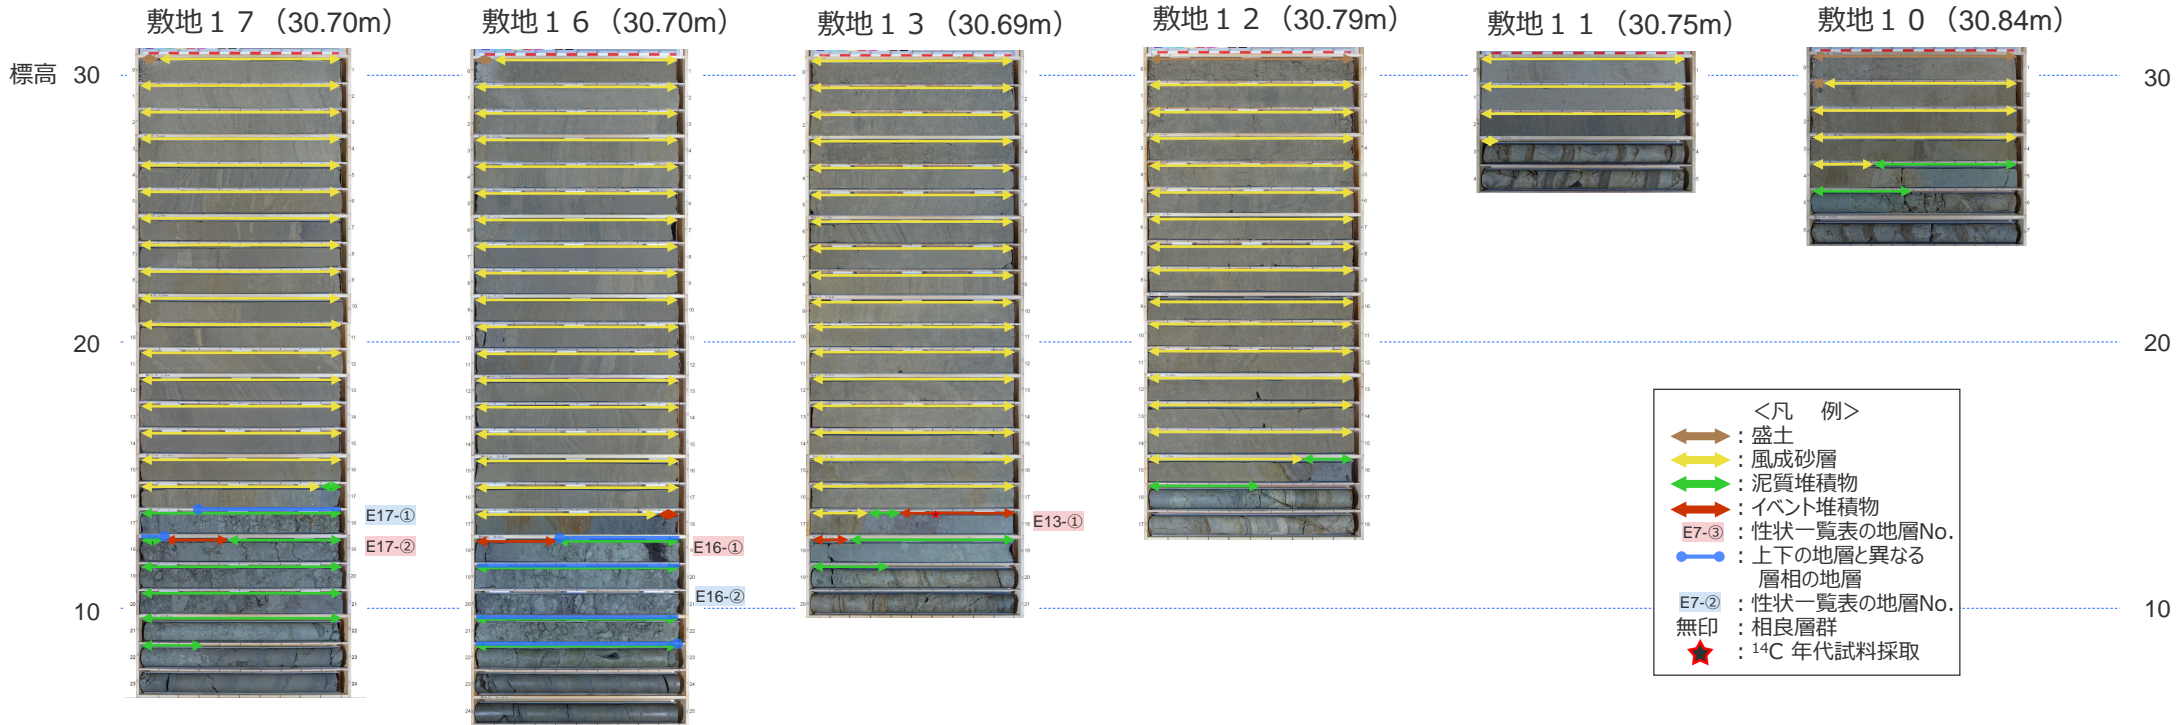 敷地１７（30.70m）
敷地１６（30.70m）
敷地１３（30.69m）
敷地１２（30.79m）
敷地１１（30.75m）
敷地１０（30.84m）
標高 30
30
20
20
10
10
E17-①
E17-②
E16-①
E16-②
E13-①
＜凡　例＞
：盛土
：風成砂層
：泥質堆積物
：イベント堆積物
E7-③ ：性状一覧表の地層No.
：上下の地層と異なる
層相の地層
E7-② ：性状一覧表の地層No.
無印 ：相良層群
：¹⁴C 年代試料採取